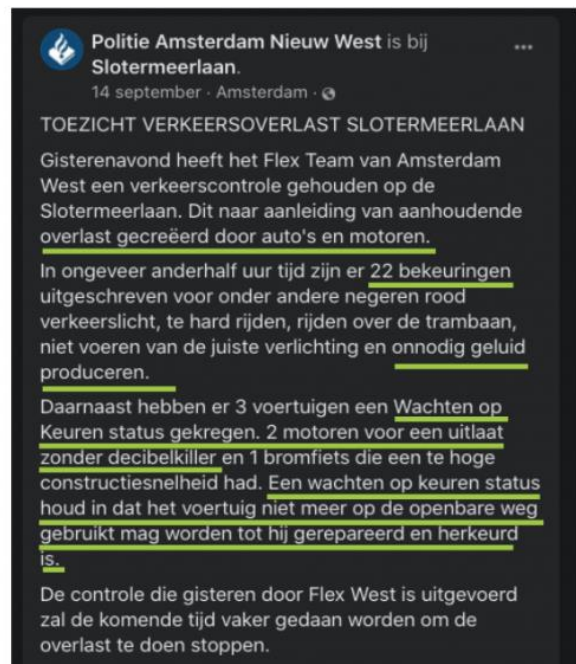 Politie Amsterdam Nieuw West is bij
Slotermeerlaan.
14 september · Amsterdam ·
TOEZICHT VERKEERSOVERLAST SLOTERMEERLAAN
Gisterenavond heeft het Flex Team van Amsterdam
West een verkeerscontrole gehouden op de
Slotermeerlaan. Dit naar aanleiding van aanhoudende
overlast gecreëerd door auto's en motoren.
In ongeveer anderhalf uur tijd zijn er 22 bekeuringen
uitgeschreven voor onder andere negeren rood
verkeerslicht, te hard rijden, rijden over de trambaan,
niet voeren van de juiste verlichting en onnodig geluid
produceren.
Daarnaast hebben er 3 voertuigen een Wachten op
Keuren status gekregen. 2 motoren voor een uitlaat
zonder decibelkiller en 1 bromfiets die een te hoge
constructiesnelheid had. Een wachten op keuren status
houd in dat het voertuig niet meer op de openbare weg
gebruikt mag worden tot hij gerepareerd en herkeurd
is.
De controle die gisteren door Flex West is uitgevoerd
zal de komende tijd vaker gedaan worden om de
overlast te doen stoppen.